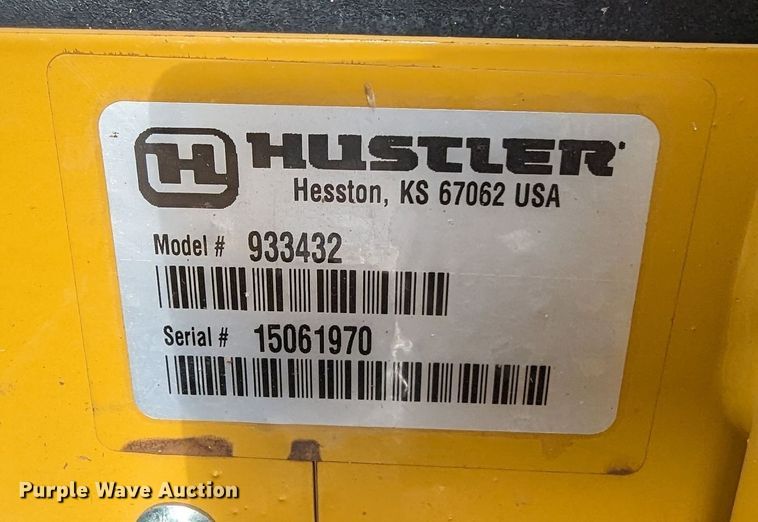 H HUSTLER
Hesston, KS 67062 USA
Model # 933432
Serial # 15061970
Purple Wave Auction